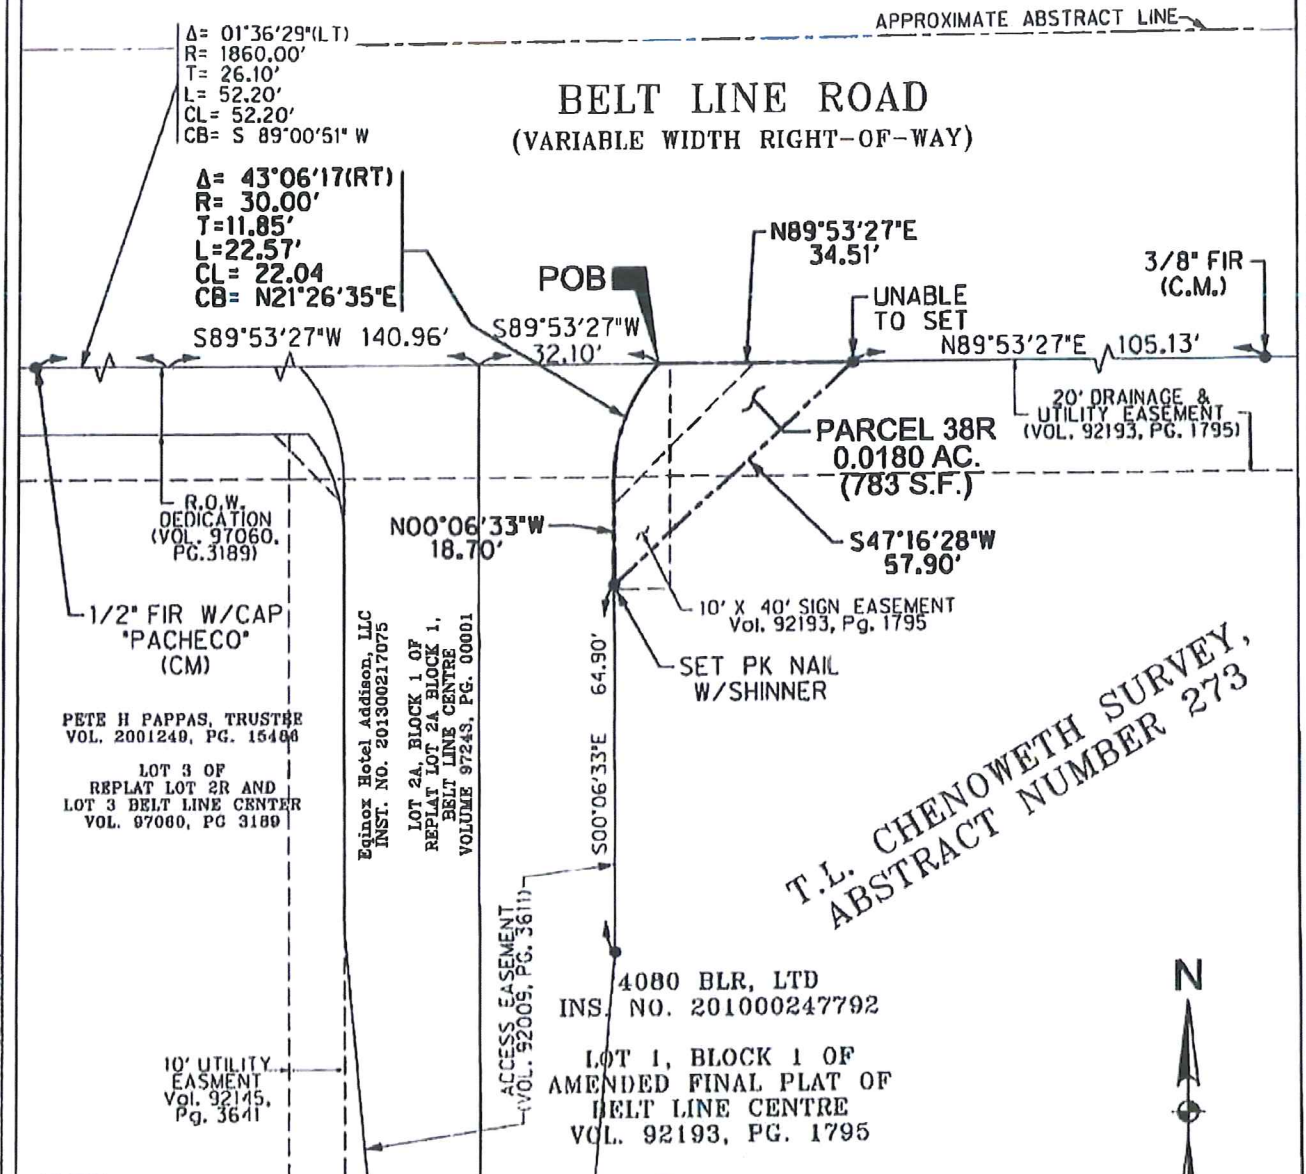 APPROXIMATE ABSTRACT LINE
Δ= 01°36'29"(LT)
R= 1860.00'
T= 26.10'
L= 52.20'
CL= 52.20'
CB= S 89°00'51" W
BELT LINE ROAD
(VARIABLE WIDTH RIGHT-OF-WAY)
Δ= 43°06'17(RT)
R= 30.00'
T=11.85'
L=22.57'
CL= 22.04
CB= N21°26'35"E
POB
N89°53'27"E
34.51'
3/8" FIR
(C.M.)
UNABLE
TO SET
S89°53'27"W 140.96'
S89°53'27"W
32.10'
N89°53'27"E 105.13'
20' DRAINAGE &
UTILITY EASEMENT
(VOL. 92193, PG. 1795)
PARCEL 38R
0.0180 AC.
(783 S.F.)
R.O.W.
DEDICATION
(VOL. 97060,
PG.3189)
N00°06'33"W
18.70'
S47°16'28"W
57.90'
1/2" FIR W/CAP
"PACHECO"
(CM)
10' X 40' SIGN EASEMENT
Vol. 92193, Pg. 1795
SET PK NAIL
W/SHINNER
PETE H PAPPAS, TRUSTEE
VOL. 2001249, PG. 15486
LOT 3 OF
REPLAT LOT 2R AND
LOT 3 BELT LINE CENTER
VOL. 97060, PG 3189
Eqinox Hotel Addison, LLC
INST. NO. 201300217075
LOT 2A, BLOCK 1 OF
REPLAT LOT 2A BLOCK 1,
BELT LINE CENTRE
VOLUME 97243, PG. 00001
S00°06'33"E 64.90'
T.L. CHENOWETH SURVEY,
ABSTRACT NUMBER 273
ACCESS EASEMENT
(VOL. 92009, PG. 3611)
4080 BLR, LTD
INS. NO. 201000247792
LOT 1, BLOCK 1 OF
AMENDED FINAL PLAT OF
BELT LINE CENTRE
VOL. 92193, PG. 1795
10' UTILITY
EASMENT
Vol. 92145,
Pg. 3641
N